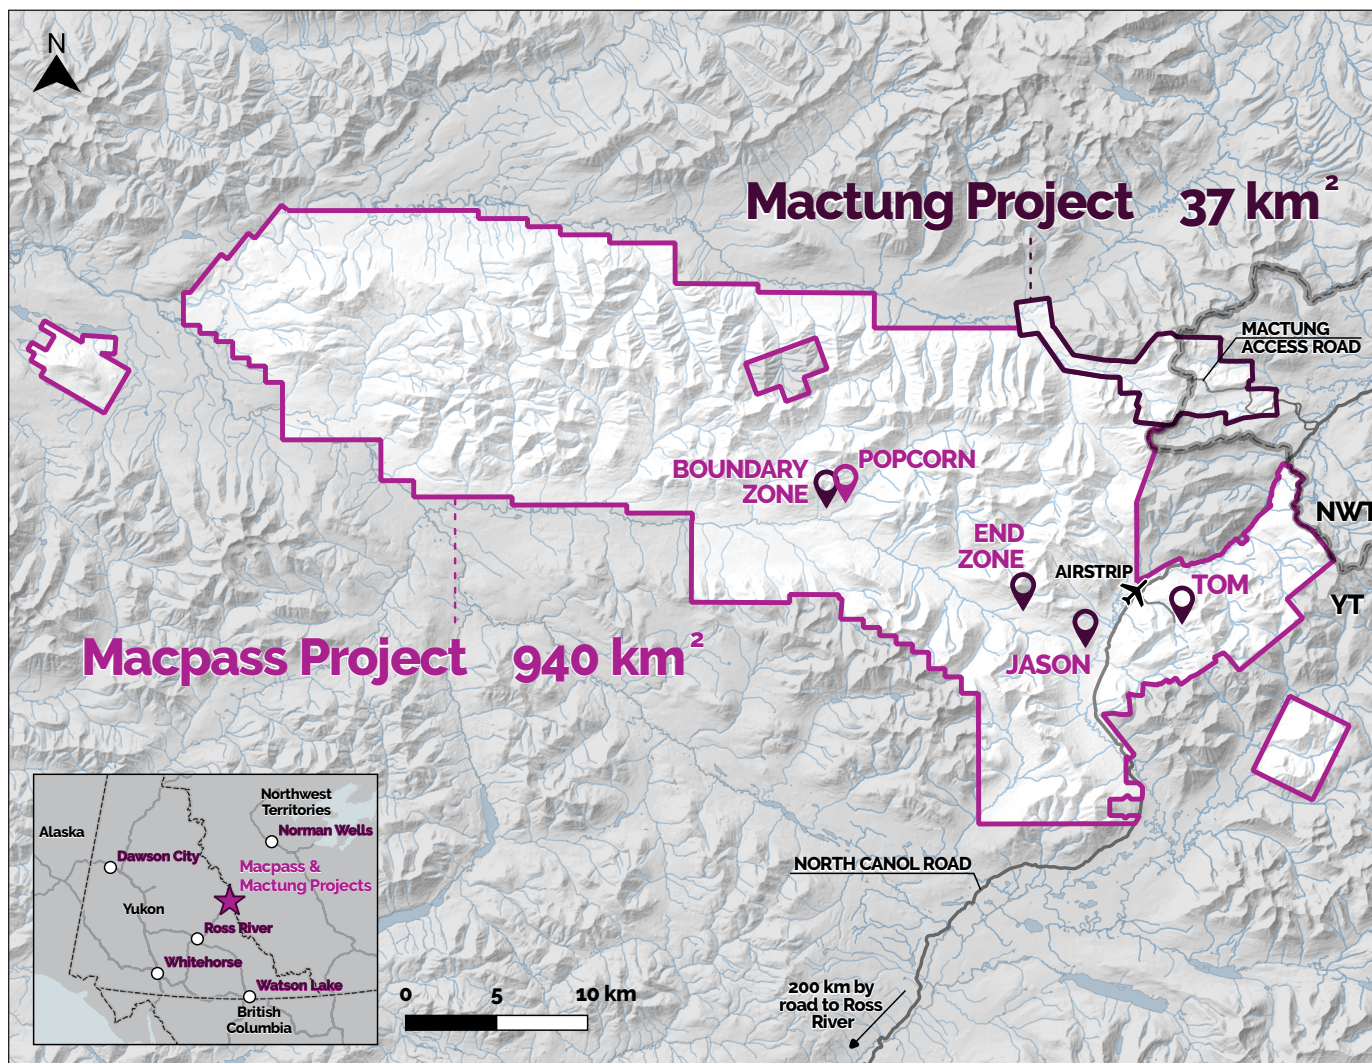 N
Mactung Project 37 km²
MACTUNG
ACCESS ROAD
BOUNDARY
ZONE
POPCORN
END
ZONE
AIRSTRIP
TOM
JASON
NWT
YT
Macpass Project 940 km²
NORTH CANOL ROAD
200 km by
road to Ross
River
0 5 10 km
Northwest
Territories
Alaska
Norman Wells
Dawson City
Macpass &
Mactung Projects
Yukon
Ross River
Whitehorse
Watson Lake
British
Columbia